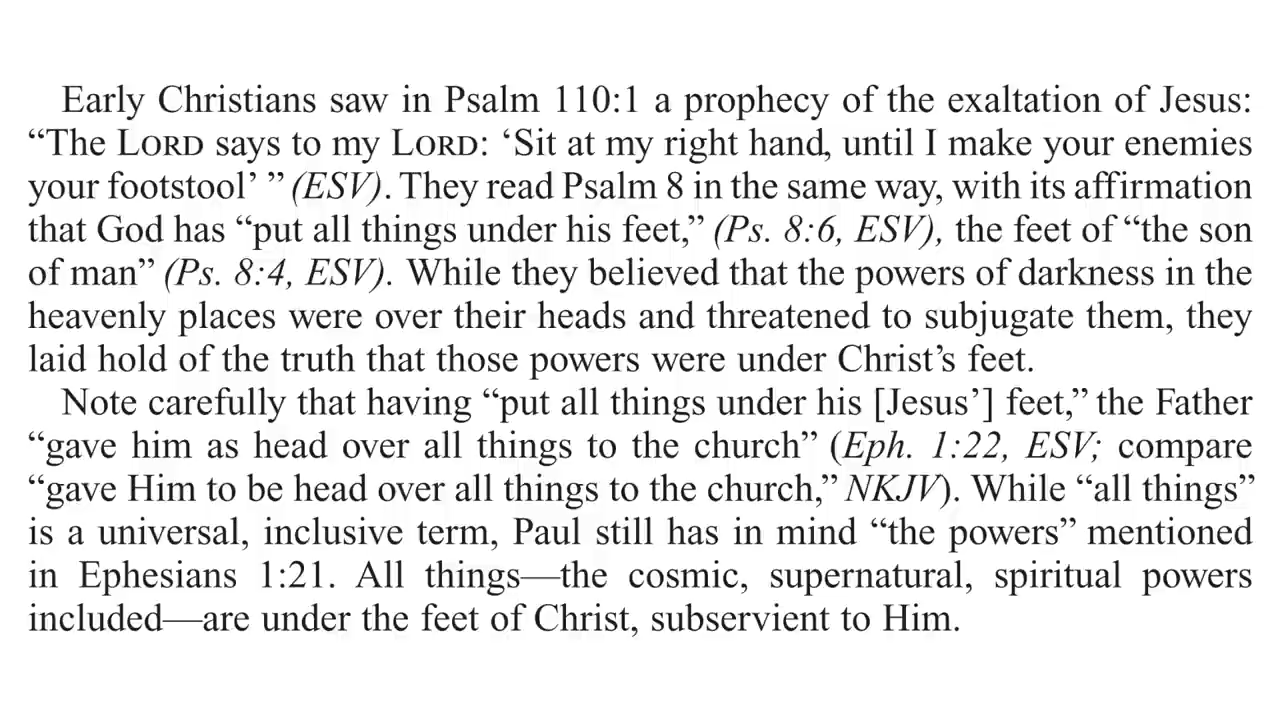 Early Christians saw in Psalm 110:1 a prophecy of the exaltation of Jesus:
“The LORD says to my LORD: ‘Sit at my right hand, until I make your enemies
your footstool’ ” (ESV). They read Psalm 8 in the same way, with its affirmation
that God has “put all things under his feet,” (Ps. 8:6, ESV), the feet of “the son
of man” (Ps. 8:4, ESV). While they believed that the powers of darkness in the
heavenly places were over their heads and threatened to subjugate them, they
laid hold of the truth that those powers were under Christ’s feet.
Note carefully that having “put all things under his [Jesus’] feet,” the Father
“gave him as head over all things to the church” (Eph. 1:22, ESV; compare
“gave Him to be head over all things to the church,” NKJV). While “all things”
is a universal, inclusive term, Paul still has in mind “the powers” mentioned
in Ephesians 1:21. All things—the cosmic, supernatural, spiritual powers
included—are under the feet of Christ, subservient to Him.